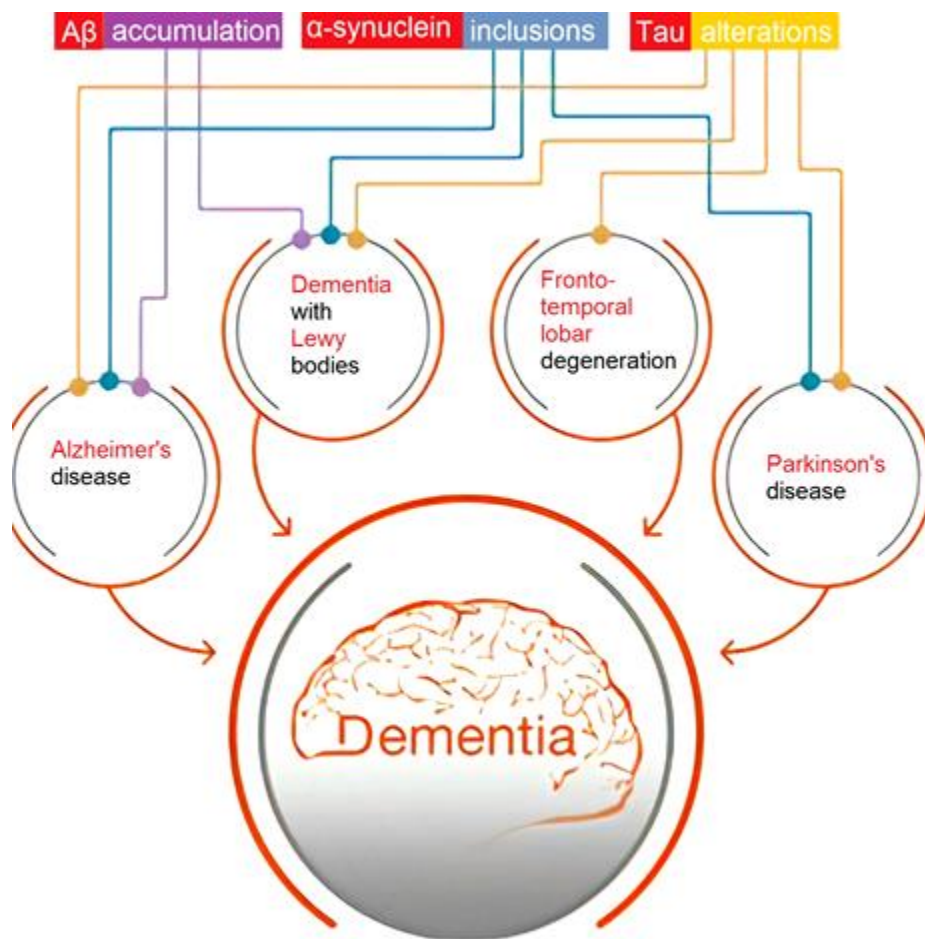 Aβ accumulation α-synuclein inclusions Tau alterations
Dementia
with
Lewy
bodies
Fronto-
temporal
lobar
degeneration
Alzheimer's
disease
Parkinson's
disease
Dementia